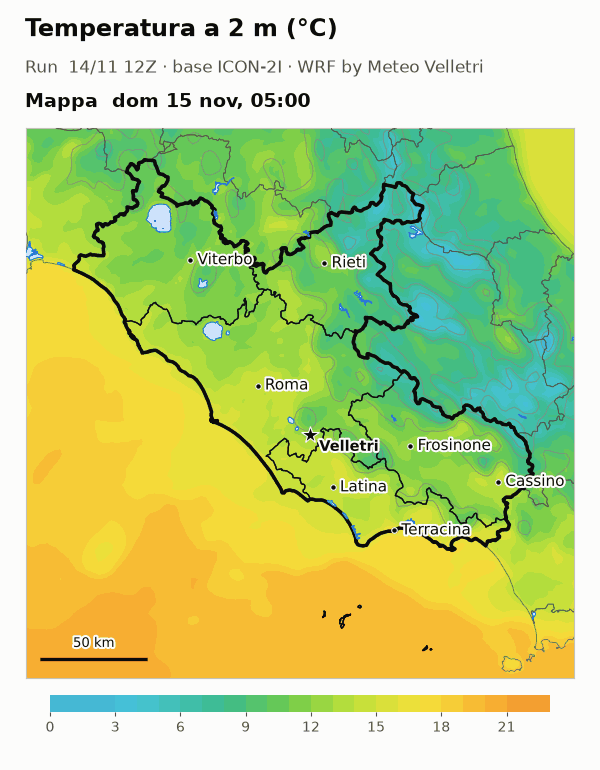 Temperatura a 2 m (°C)
Run  14/11 12Z · base ICON-2I · WRF by Meteo Velletri
Mappa  dom 15 nov, 05:00
Viterbo
Rieti
Roma
Velletri
Frosinone
Cassino
Latina
Terracina
50 km
0 3 6 9 12 15 18 21